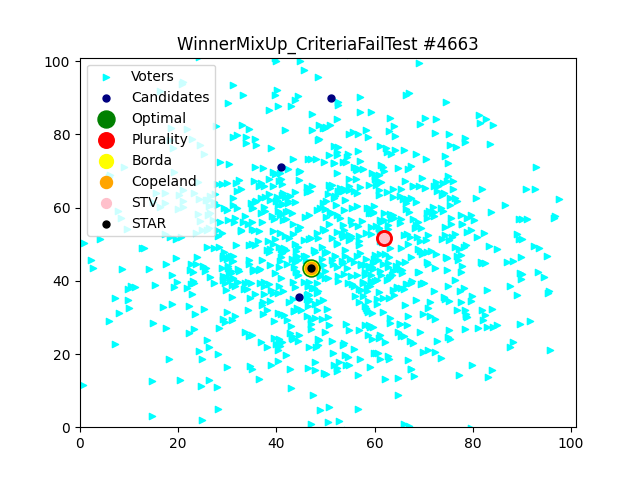 WinnerMixUp_CriteriaFailTest #4663
100
80
60
40
20
0
0
20
40
60
80
100
Voters
Candidates
Optimal
Plurality
Borda
Copeland
STV
STAR